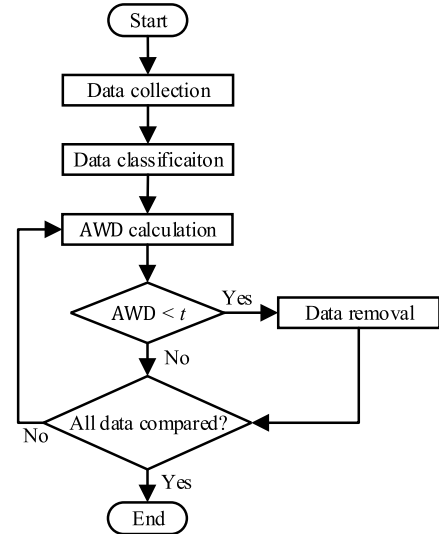 Start
Data collection
Data classificaiton
AWD calculation
AWD < t
Yes
Data removal
No
All data compared?
No
Yes
End